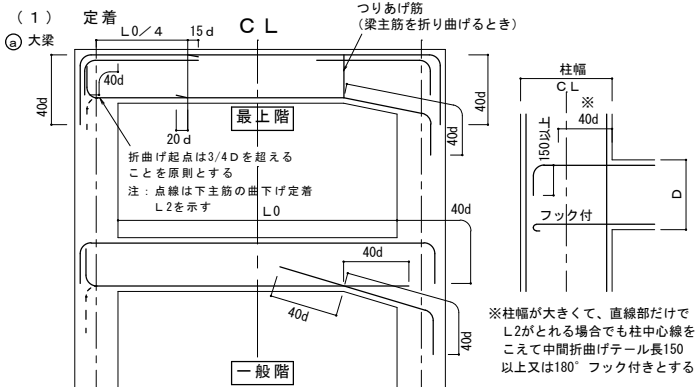 （１） 定着
ⓐ 大梁
L０／４
１５ｄ
ＣＬ
つりあげ筋
（梁主筋を折り曲げるとき）
40d
40d
40d
40d
最上階
20ｄ
折曲げ起点は3/4Ｄを超える
ことを原則とする
注：点線は下主筋の曲下げ定着
Ｌ２を示す
Ｌ０
40d
40d
40d
40d
一般階
柱幅
ＣＬ
※
40d
150以上
フック付
Ｄ
※柱幅が大きくて、直線部だけで
Ｌ２がとれる場合でも柱中心線を
こえて中間折曲げテール長150
以上又は180°フック付きとする